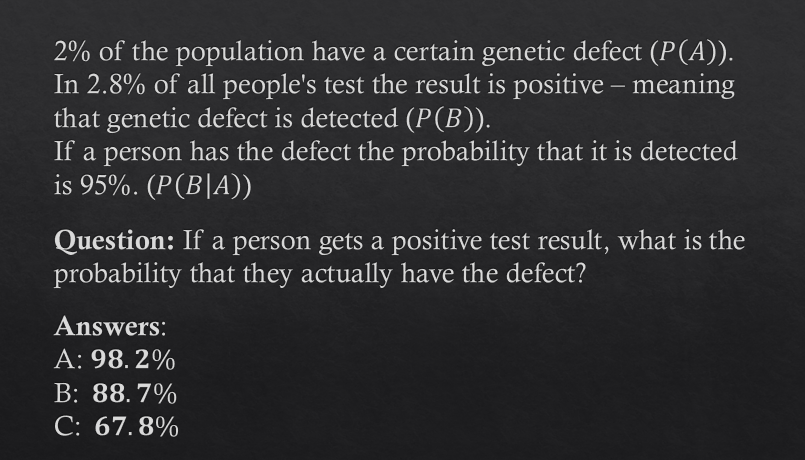 2% of the population have a certain genetic defect (P(A)).
In 2.8% of all people's test the result is positive – meaning
that genetic defect is detected (P(B)).
If a person has the defect the probability that it is detected
is 95%. (P(B|A))
Question: If a person gets a positive test result, what is the
probability that they actually have the defect?
Answers:
A: 98.2%
B: 88.7%
C: 67.8%